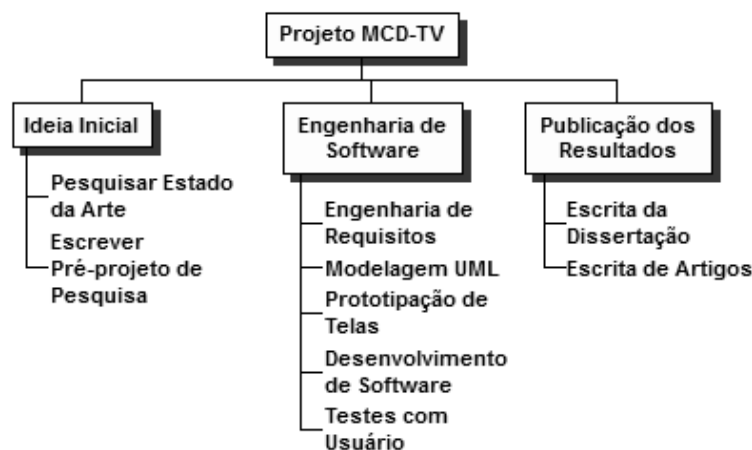 Projeto MCD-TV
Ideia Inicial
Pesquisar Estado
da Arte
Escrever
Pré-projeto de
Pesquisa
Engenharia de
Software
Engenharia de
Requisitos
Modelagem UML
Prototipação de
Telas
Desenvolvimento
de Software
Testes com
Usuário
Publicação dos
Resultados
Escrita da
Dissertação
Escrita de Artigos